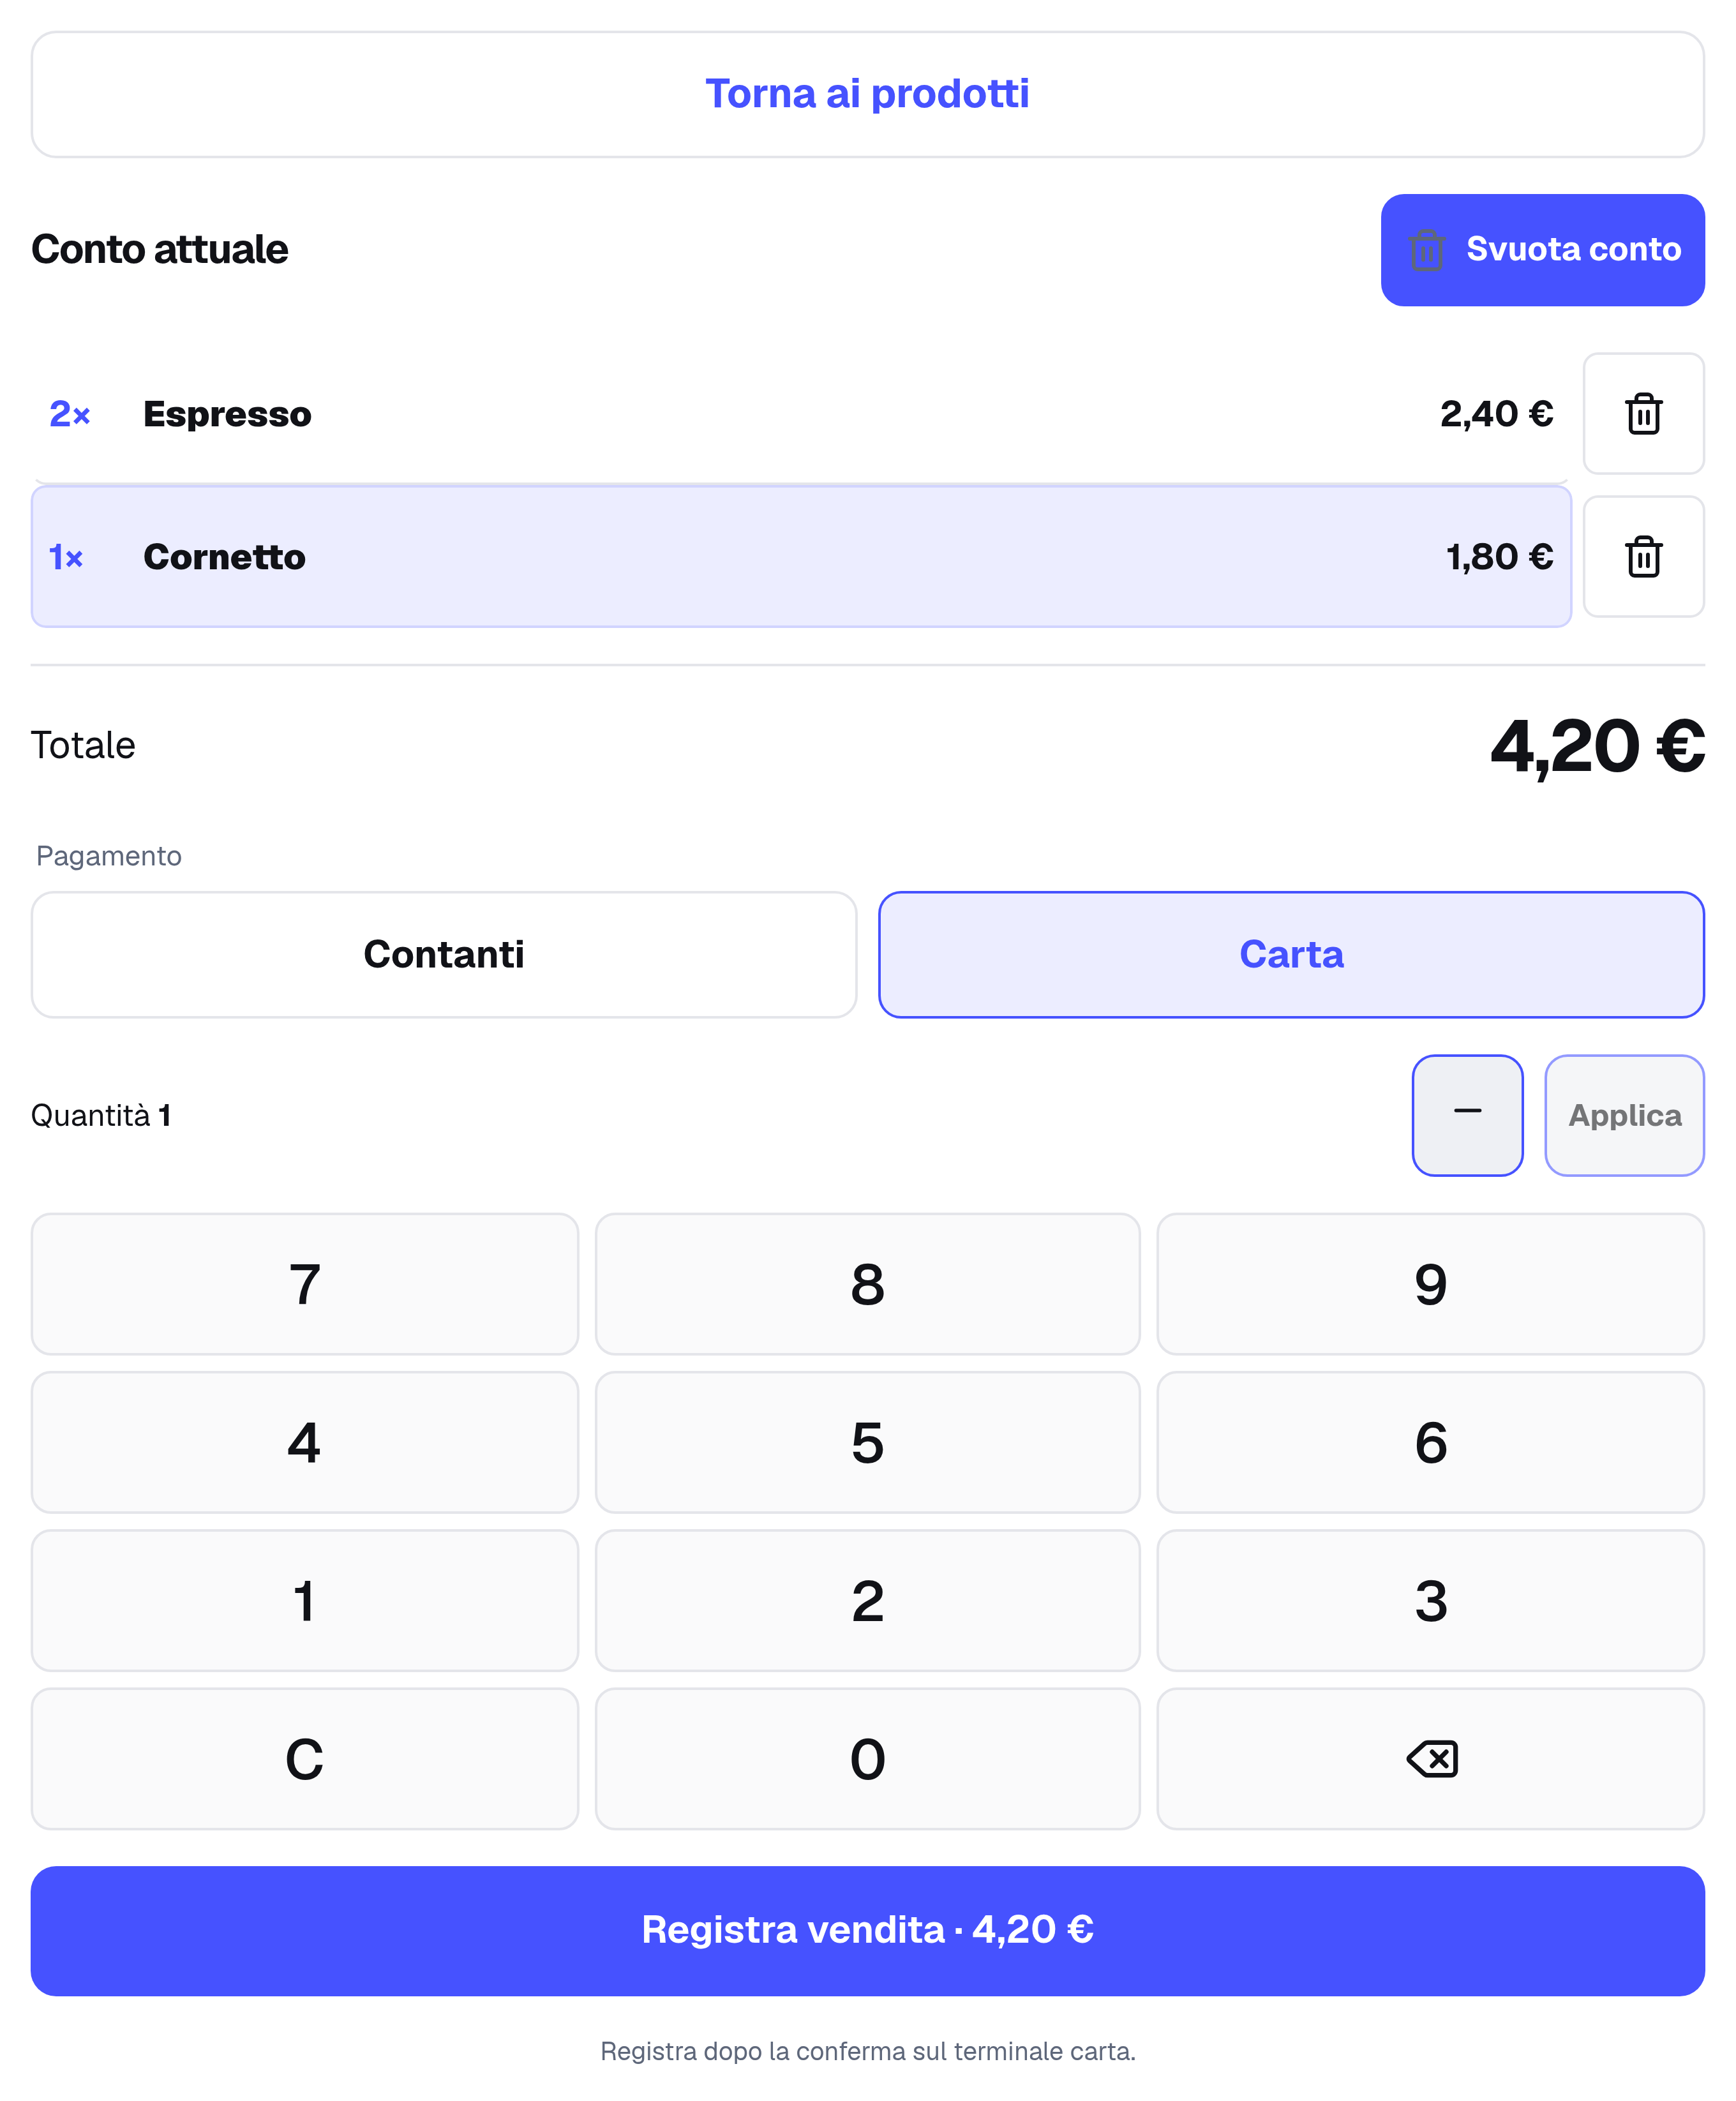 Torna ai prodotti
Conto attuale
Svuota conto
2× Espresso 2,40 €
1× Cornetto 1,80 €
Totale 4,20 €
Pagamento
Contanti Carta
Quantità 1 − Applica
7 8 9
4 5 6
1 2 3
C 0
Registra vendita · 4,20 €
Registra dopo la conferma sul terminale carta.